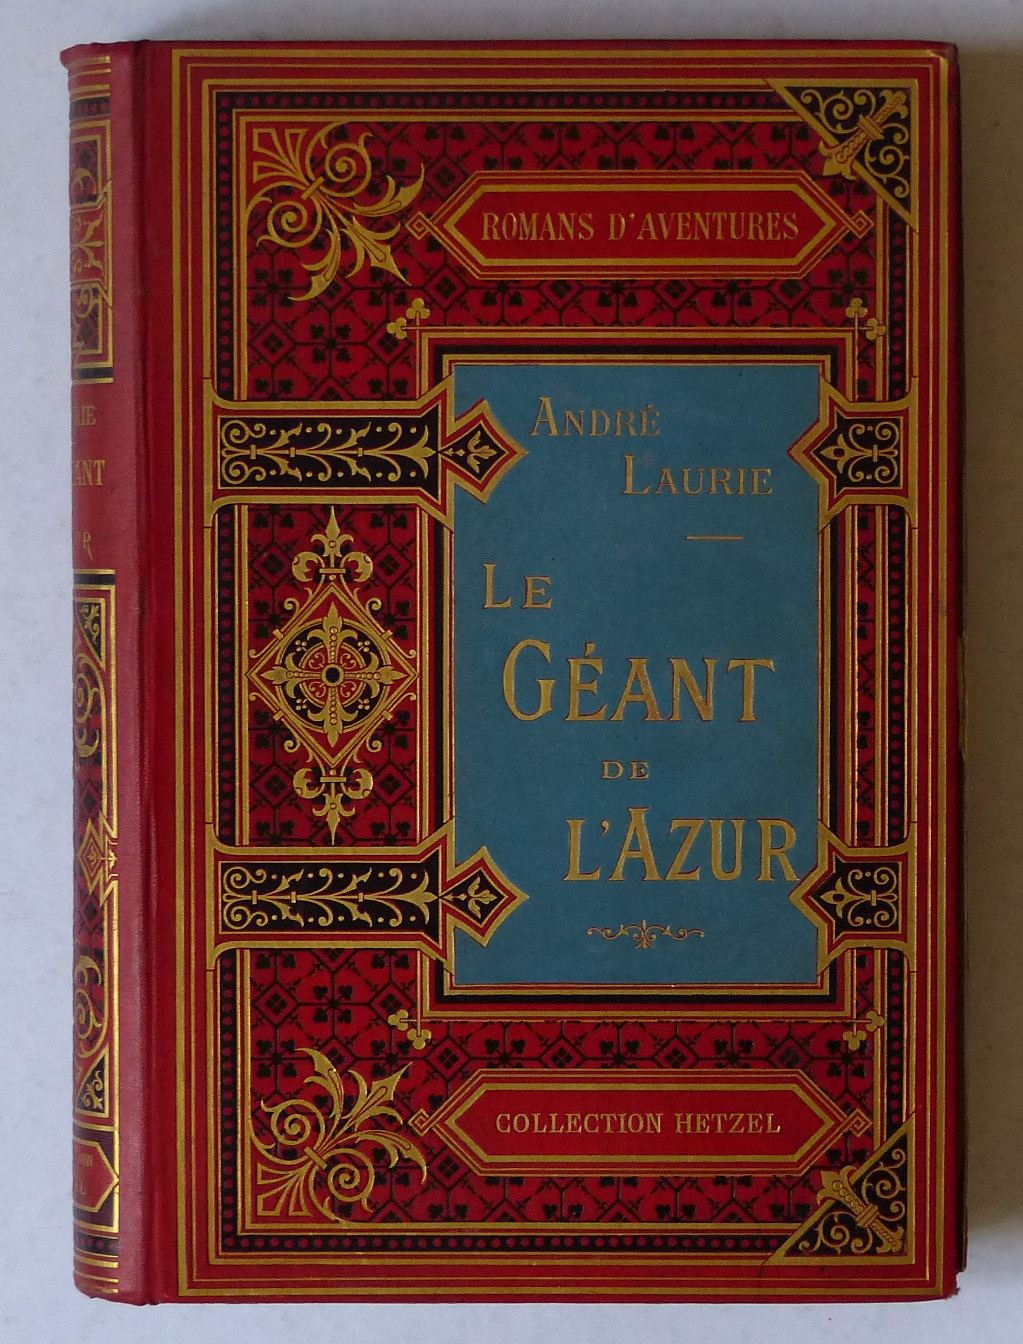 ROMANS D'AVENTURES
ANDRÉ
LAURIE
LE
GÉANT
DE
L'AZUR
COLLECTION HETZEL